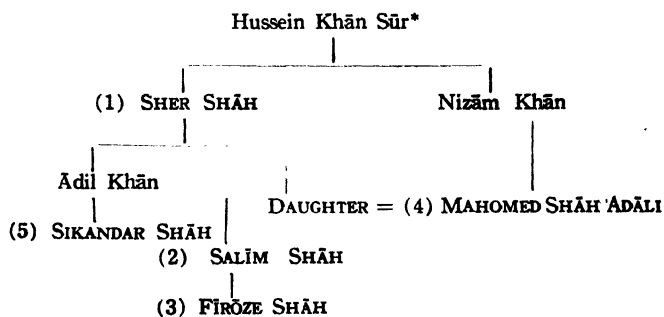 Hussein Khān Sūr*
(1) SHER SHĀH Nizām Khān
Ādil Khān
DAUGHTER = (4) MAHOMED SHĀH 'ADĀLI
(5) SIKANDAR SHĀH
(2) SALĪM SHĀH
(3) FĪRŌZE SHĀH